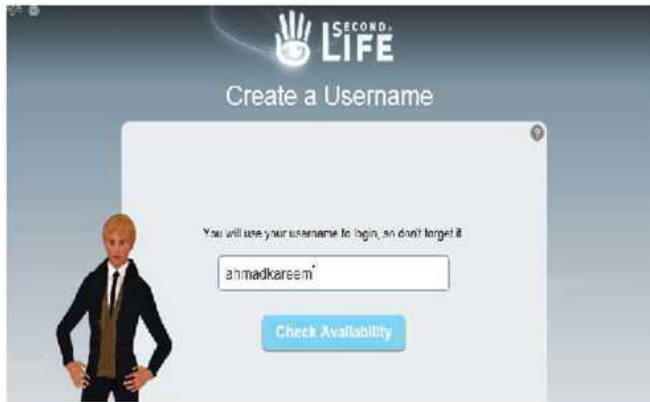 SECOND
LIFE
Create a Username
?
You will use your username to login, so don't forget it
ahmadkareem
Check Availability